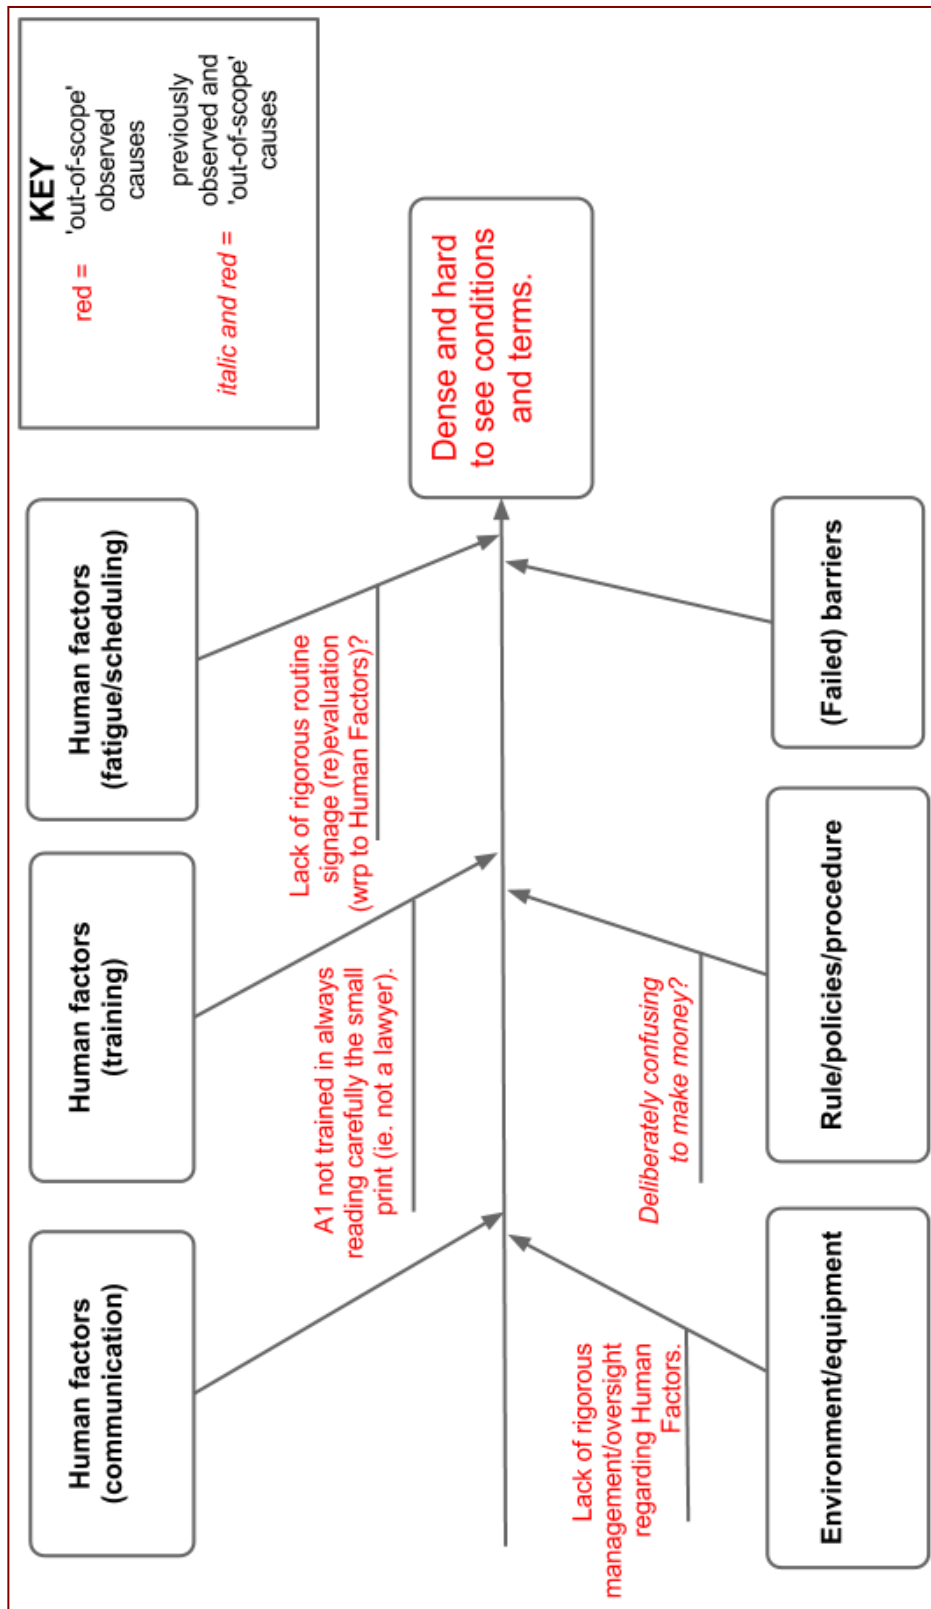 Human factors
(communication)
Human factors
(training)
Human factors
(fatigue/scheduling)
KEY
red = 'out-of-scope'
observed
causes
italic and red = previously
observed and
'out-of-scope'
causes
A1 not trained in always
reading carefully the small
print (ie. not a lawyer).
Lack of rigorous routine
signage (re)evaluation
(wrp to Human Factors)?
Dense and hard
to see conditions
and terms.
Lack of rigorous
management/oversight
regarding Human
Factors.
Deliberately confusing
to make money?
Environment/equipment
Rule/policies/procedure
(Failed) barriers